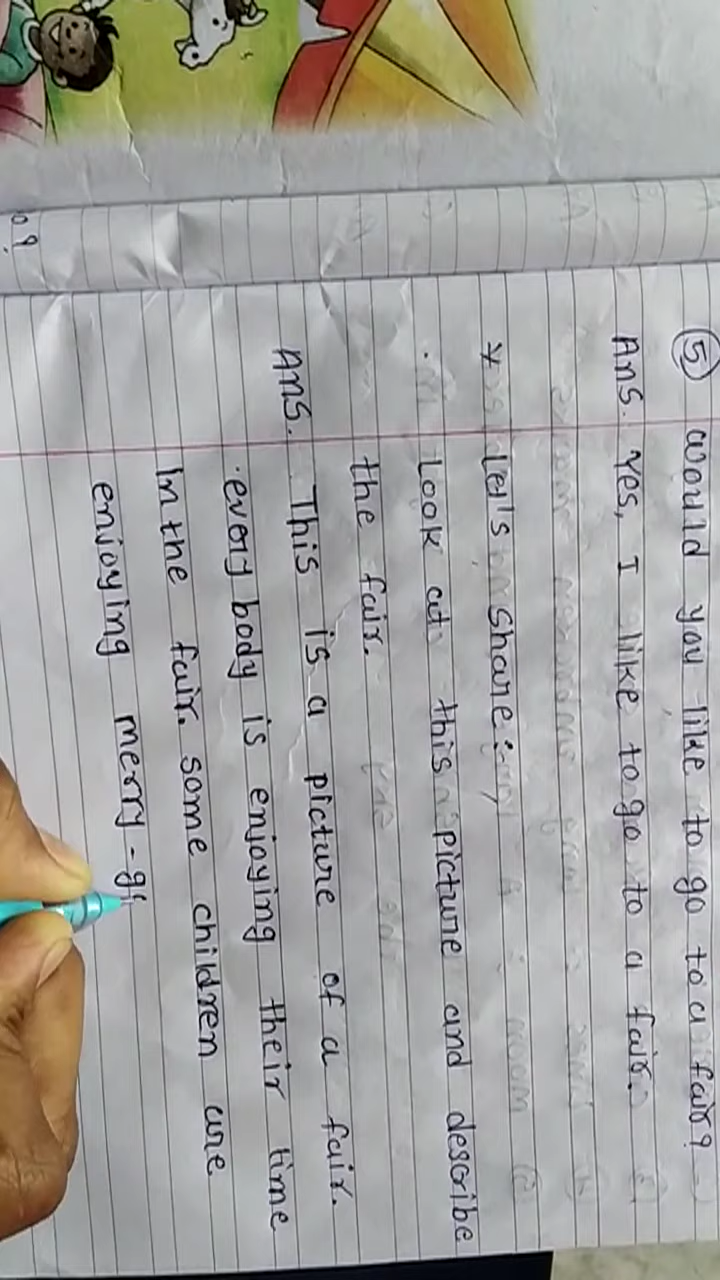 ⑤ Would you like to go to a fair?
Ans. Yes, I like to go to a fair.
* Let's share :
. Look at this picture and describe
the fair.
Ans. This is a picture of a fair.
every body is enjoying their time
In the fair. some children are
enjoying merry-g